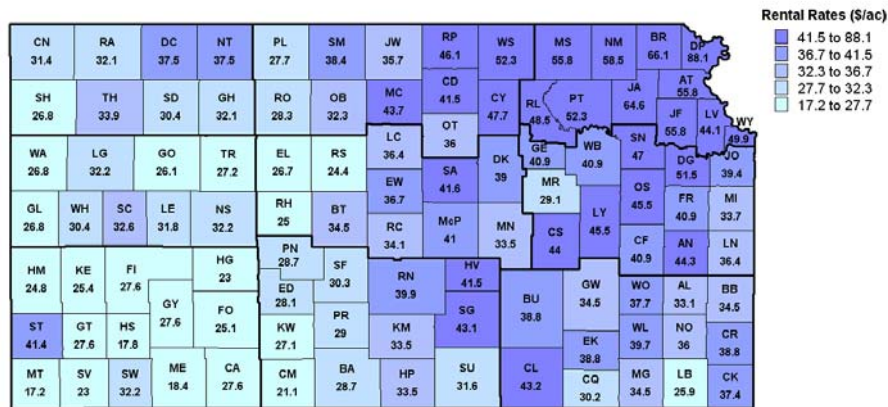 Rental Rates ($/ac)
41.5 to 88.1
36.7 to 41.5
32.3 to 36.7
27.7 to 32.3
17.2 to 27.7
CN
31.4
RA
32.1
DC
37.5
NT
37.5
PL
27.7
SM
38.4
JW
35.7
RP
46.1
WS
52.3
MS
55.8
NM
58.5
BR
66.1
DP
88.1
SH
26.8
TH
33.9
SD
30.4
GH
32.1
RO
28.3
OB
32.3
MC
43.7
CD
41.5
CY
47.7
RL
48.5
PT
52.3
JA
64.6
AT
55.8
OT
36
JF
55.8
LV
44.1
WY
49.9
WA
26.8
LG
32.2
GO
26.1
TR
27.2
EL
26.7
RS
24.4
LC
36.4
SA
41.6
DK
39
GE
40.9
WB
40.9
SN
47
DG
51.5
JO
39.4
EW
36.7
MR
29.1
OS
45.5
FR
40.9
MI
33.7
GL
26.8
WH
30.4
SC
32.6
LE
31.8
NS
32.2
RH
25
BT
34.5
RC
34.1
McP
41
MN
33.5
CS
44
LY
45.5
CF
40.9
AN
44.3
LN
36.4
HM
24.8
KE
25.4
FI
27.6
HG
23
PN
28.7
SF
30.3
RN
39.9
HV
41.5
GY
27.6
FO
25.1
ED
28.1
BU
38.8
GW
34.5
WO
37.7
AL
33.1
BB
34.5
ST
41.4
GT
27.6
HS
17.8
KW
27.1
PR
29
KM
33.5
SG
43.1
EK
38.8
WL
39.7
NO
36
CR
38.8
MT
17.2
SV
23
SW
32.2
ME
18.4
CA
27.6
CM
21.1
BA
28.7
HP
33.5
SU
31.6
CL
43.2
CQ
30.2
MG
34.5
LB
25.9
CK
37.4